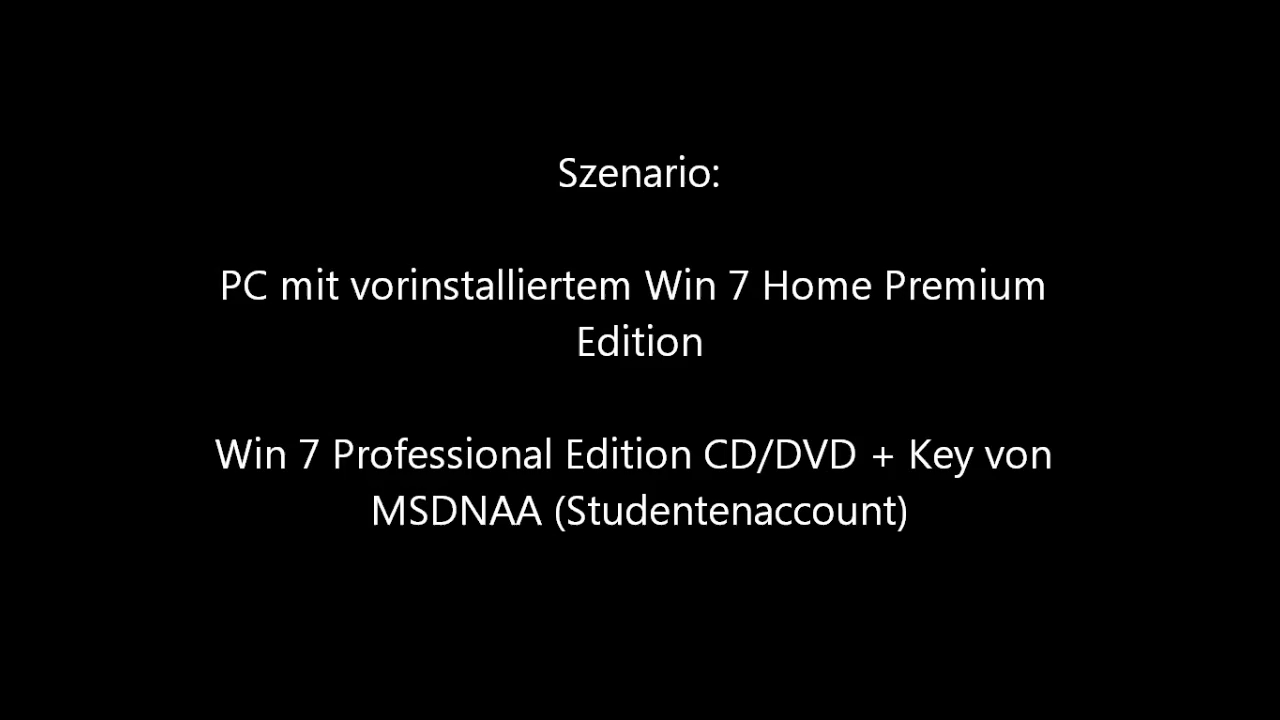 Szenario:
PC mit vorinstalliertem Win 7 Home Premium
Edition
Win 7 Professional Edition CD/DVD + Key von
MSDNAA (Studentenaccount)